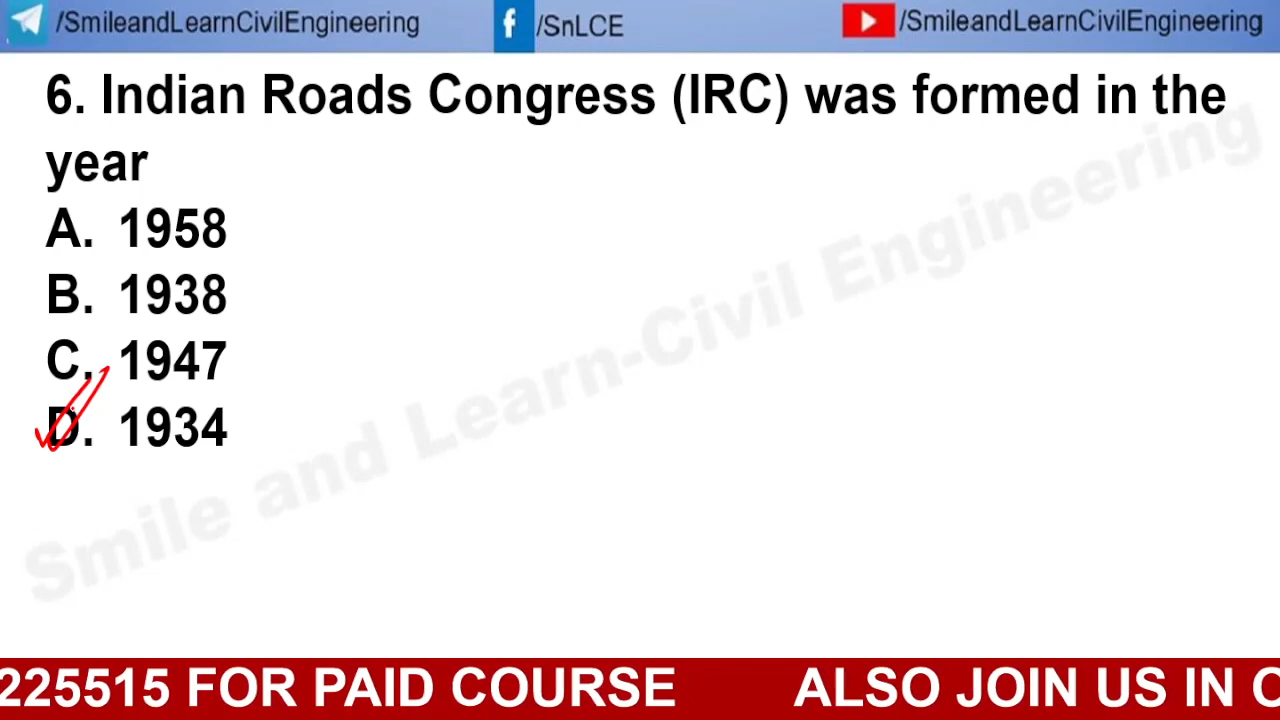 /SmileandLearnCivilEngineering f/SnLCE /SmileandLearnCivilEngineering
6. Indian Roads Congress (IRC) was formed in the
year
A. 1958
B. 1938
C. 1947
D. 1934
Smile and Learn-Civil Engineering
225515 FOR PAID COURSE ALSO JOIN US IN